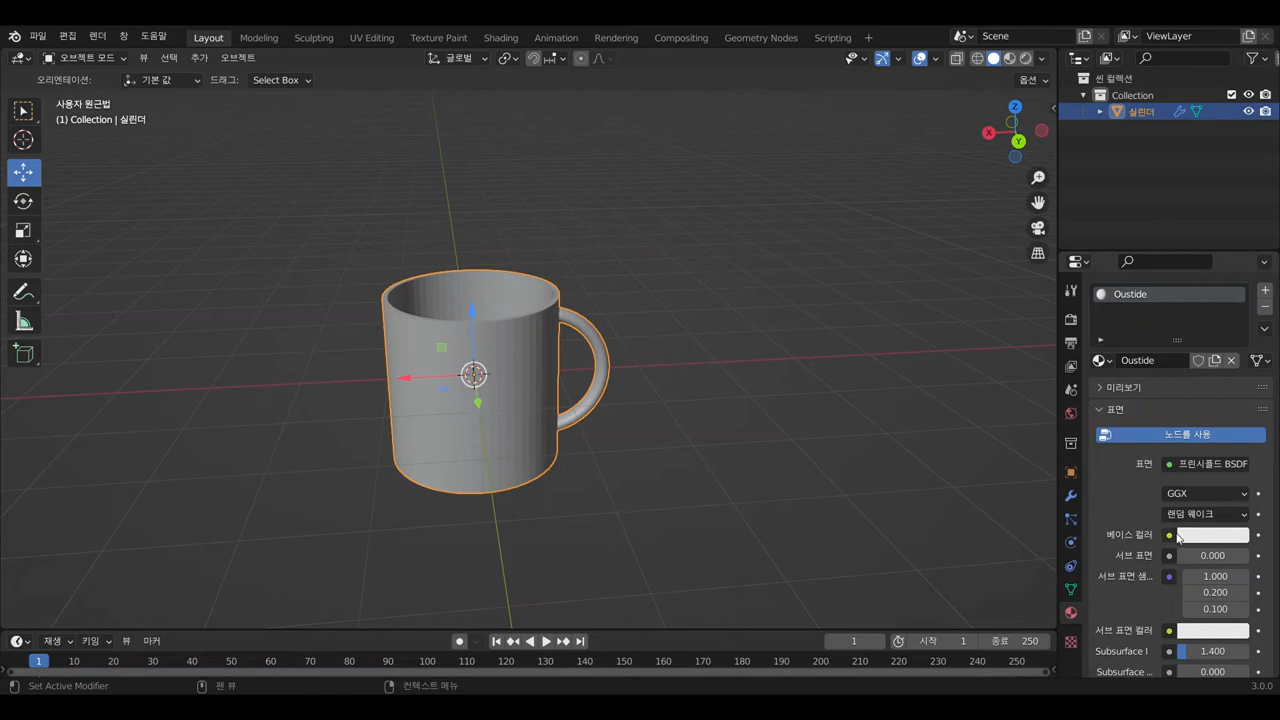 파일 편집 렌더 창 도움말 Layout Modeling Sculpting UV Editing Texture Paint Shading Animation Rendering Compositing Geometry Nodes Scripting Scene ViewLayer
오브젝트 모드 뷰 선택 추가 오브젝트 글로벌
오리엔테이션: 기본 값 드래그: Select Box 옵션
사용자 원근법
(1) Collection | 실린더
X
Y
Z
씬 컬렉션
Collection
실린더
Oustide
Oustide
미리보기
표면
노드를 사용
표면 프린시플드 BSDF
GGX
랜덤 웨이크
베이스 컬러
서브 표면 0.000
서브 표면 샘... 1.000
0.200
0.100
서브 표면 컬러
Subsurface I 1.400
Subsurface ... 0.000
재생 키잉 뷰 마커 1 시작 1 종료 250
1 10 20 30 40 50 60 70 80 90 100 110 120 130 140 150 160 170 180 190 200 210 220 230 240 250
Set Active Modifier 팬 뷰 컨텍스트 메뉴 3.0.0